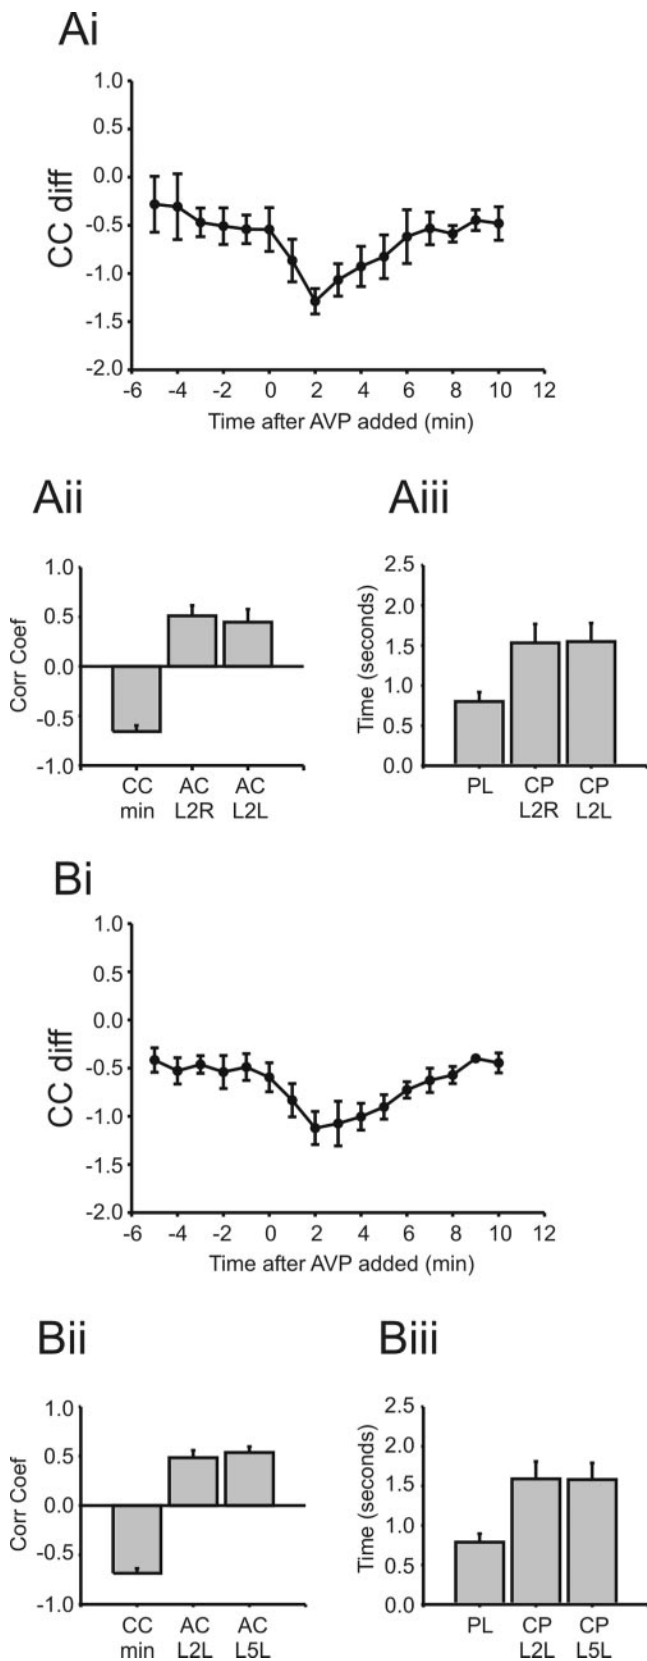 Ai
1.0
0.5
0.0
-0.5
-1.0
-1.5
-2.0
CC diff
-6 -4 -2 0 2 4 6 8 10 12
Time after AVP added (min)
Aii
1.0
0.5
0.0
-0.5
-1.0
Corr Coef
CC AC AC
min L2R L2L
Aiii
2.5
2.0
1.5
1.0
0.5
0.0
Time (seconds)
PL CP CP
L2R L2L
Bi
1.0
0.5
0.0
-0.5
-1.0
-1.5
-2.0
CC diff
-6 -4 -2 0 2 4 6 8 10 12
Time after AVP added (min)
Bii
1.0
0.5
0.0
-0.5
-1.0
Corr Coef
CC AC AC
min L2L L5L
Biii
2.5
2.0
1.5
1.0
0.5
0.0
Time (seconds)
PL CP CP
L2L L5L